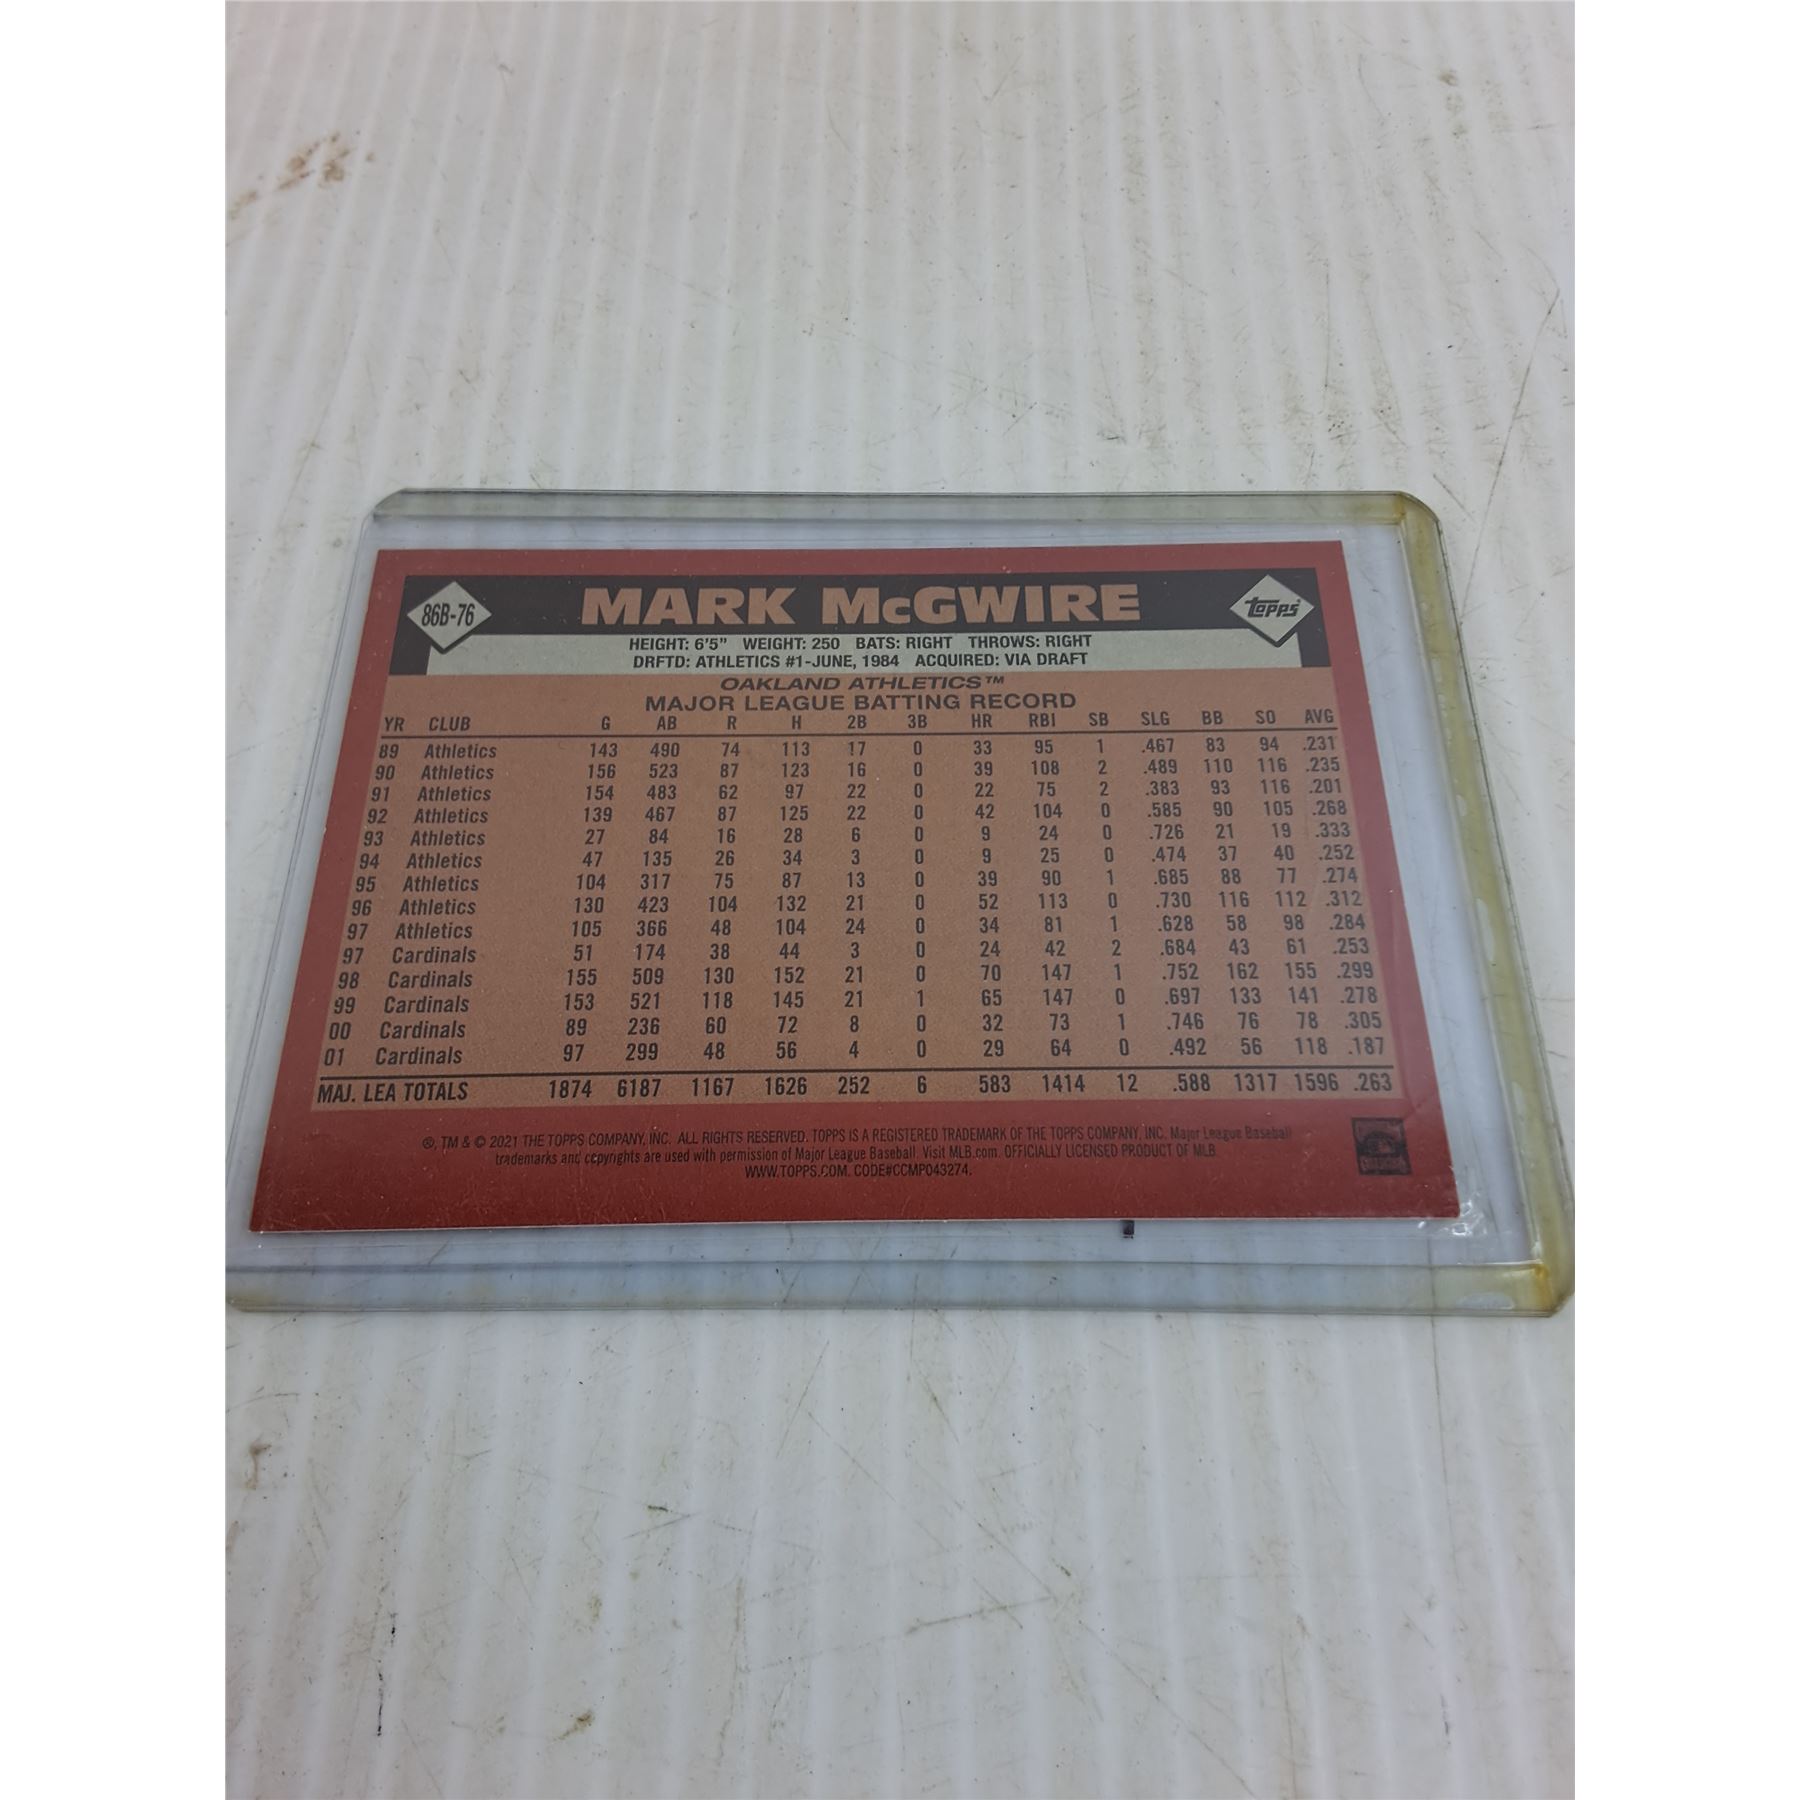 86B-76 MARK McGWIRE Topps
HEIGHT: 6'5" WEIGHT: 250 BATS: RIGHT THROWS: RIGHT
DRFTD: ATHLETICS #1-JUNE, 1984 ACQUIRED: VIA DRAFT
OAKLAND ATHLETICS™
MAJOR LEAGUE BATTING RECORD
YR CLUB G AB R H 2B 3B HR RBI SB SLG BB SO AVG
89 Athletics 143 490 74 113 17 0 33 95 1 .467 83 94 .231
90 Athletics 156 523 87 123 16 0 39 108 2 .489 110 116 .235
91 Athletics 154 483 62 97 22 0 22 75 2 .383 93 116 .201
92 Athletics 139 467 87 125 22 0 42 104 0 .585 90 105 .268
93 Athletics 27 84 16 28 6 0 9 24 0 .726 21 19 .333
94 Athletics 47 135 26 34 3 0 9 25 0 .474 37 40 .252
95 Athletics 104 317 75 87 13 0 39 90 1 .685 88 77 .274
96 Athletics 130 423 104 132 21 0 52 113 0 .730 116 112 .312
97 Athletics 105 366 48 104 24 0 34 81 1 .628 58 98 .284
97 Cardinals 51 174 38 44 3 0 24 42 2 .684 43 61 .253
98 Cardinals 155 509 130 152 21 0 70 147 1 .752 162 155 .299
99 Cardinals 153 521 118 145 21 1 65 147 0 .697 133 141 .278
00 Cardinals 89 236 60 72 8 0 32 73 1 .746 76 78 .305
01 Cardinals 97 299 48 56 4 0 29 64 0 .492 56 118 .187
MAJ. LEA TOTALS 1874 6187 1167 1626 252 6 583 1414 12 .588 1317 1596 .263
®, TM & © 2021 THE TOPPS COMPANY, INC. ALL RIGHTS RESERVED. TOPPS IS A REGISTERED TRADEMARK OF THE TOPPS COMPANY, INC. Major League Baseball
trademarks and copyrights are used with permission of Major League Baseball. Visit MLB.com. OFFICIALLY LICENSED PRODUCT OF MLB.
WWW.TOPPS.COM. CODE#CCMP043274.